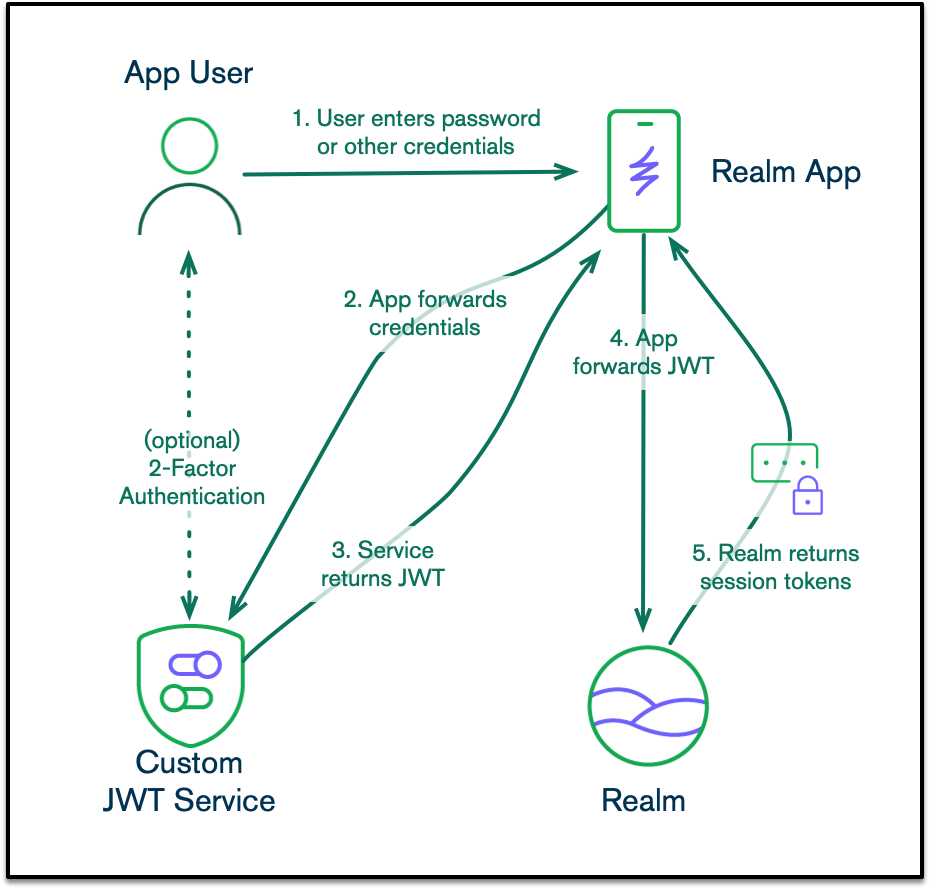 App User
1. User enters password
or other credentials
Realm App
2. App forwards
credentials
4. App
forwards JWT
(optional)
2-Factor
Authentication
3. Service
returns JWT
5. Realm returns
session tokens
Custom
JWT Service
Realm